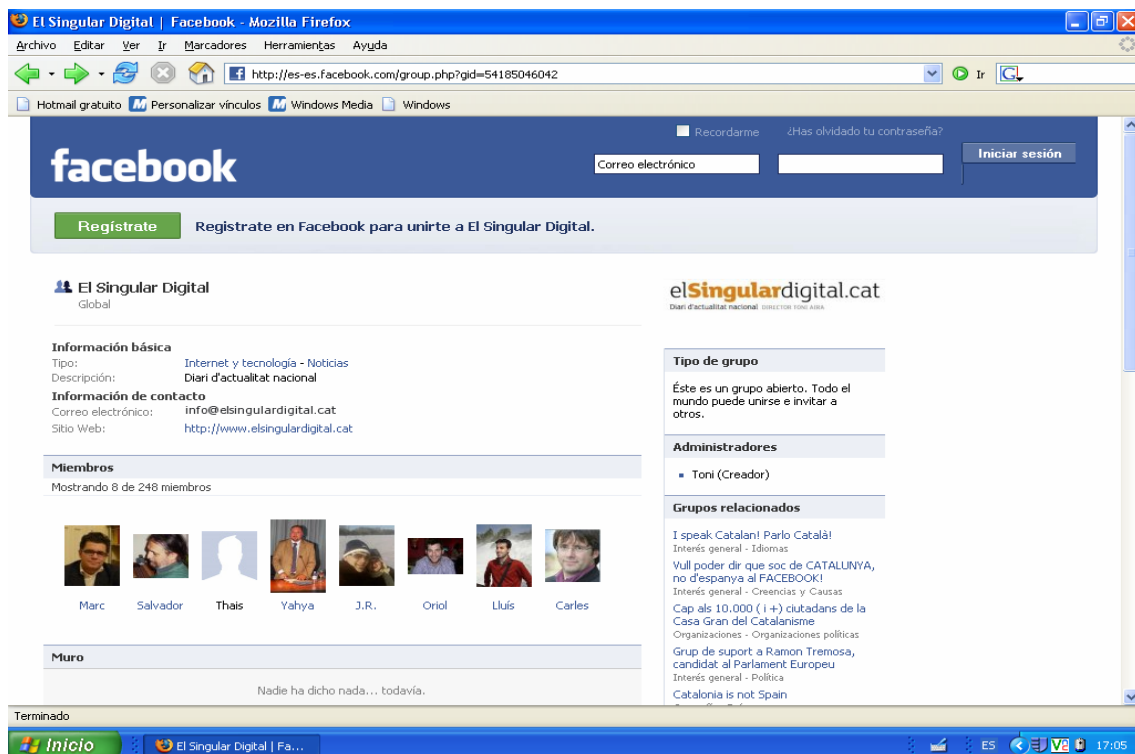 El Singular Digital | Facebook - Mozilla Firefox
Archivo Editar Ver Ir Marcadores Herramientas Ayuda
http://es-es.facebook.com/group.php?gid=54185046042
Ir
G
Hotmail gratuito Personalizar vínculos Windows Media Windows
Recordarme ¿Has olvidado tu contraseña?
facebook
Correo electrónico
Iniciar sesión
Regístrate
Registrate en Facebook para unirte a El Singular Digital.
El Singular Digital
Global
Información básica
Tipo: Internet y tecnología - Noticias
Descripción: Diari d'actualitat nacional
Información de contacto
Correo electrónico: info@elsingulardigital.cat
Sitio Web: http://www.elsingulardigital.cat
Miembros
Mostrando 8 de 248 miembros
Marc Salvador Thais Yahya J.R. Oriol Lluís Carles
Muro
Nadie ha dicho nada... todavía.
elSingulardigital.cat
Diari d'actualitat nacional DIRECTOR TONI AIRA
Tipo de grupo
Éste es un grupo abierto. Todo el
mundo puede unirse e invitar a
otros.
Administradores
Toni (Creador)
Grupos relacionados
I speak Catalan! Parlo Català!
Interés general - Idiomas
Vull poder dir que soc de CATALUNYA,
no d'espanya al FACEBOOK!
Interés general - Creencias y Causas
Cap als 10.000 ( i +) ciutadans de la
Casa Gran del Catalanisme
Organizaciones - Organizaciones políticas
Grup de suport a Ramon Tremosa,
candidat al Parlament Europeu
Interés general - Política
Catalonia is not Spain
Terminado
Inicio
El Singular Digital | Fa...
ES
V2
17:05